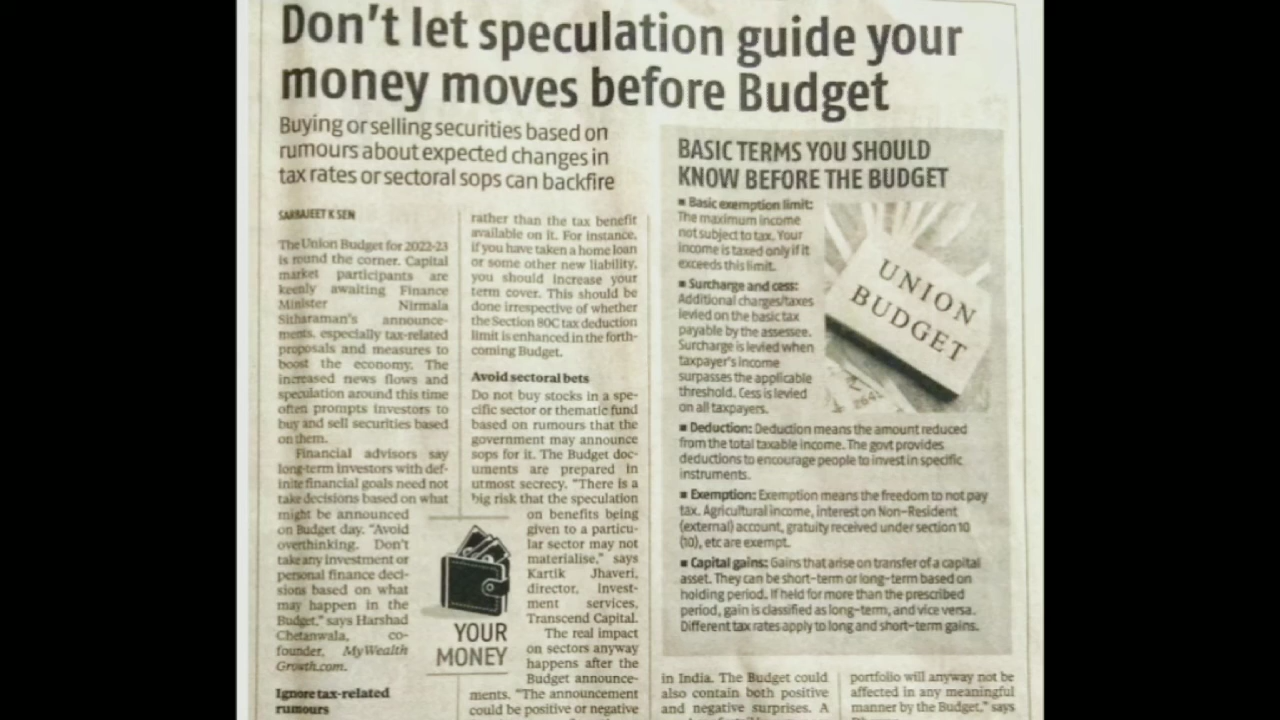 Don't let speculation guide your
money moves before Budget
Buying or selling securities based on
rumours about expected changes in
tax rates or sectoral sops can backfire
SARBAJEET K SEN
The Union Budget for 2022-23
is round the corner. Capital
market participants are
keenly awaiting Finance
Minister Nirmala
Sitharaman's announce-
ments, especially tax-related
proposals and measures to
boost the economy. The
increased news flows and
speculation around this time
often prompts investors to
buy and sell securities based
on them.
Financial advisors say
long-term investors with def-
inite financial goals need not
take decisions based on what
might be announced
on Budget day. "Avoid
overthinking. Don't
take any investment or
personal finance deci-
sions based on what
may happen in the
Budget," says Harshad
Chetanwala, co-
founder, MyWealth
Growth.com.
Ignore tax-related
rumours
rather than the tax benefit
available on it. For instance,
if you have taken a home loan
or some other new liability,
you should increase your
term cover. This should be
done irrespective of whether
the Section 80C tax deduction
limit is enhanced in the forth-
coming Budget.
Avoid sectoral bets
Do not buy stocks in a spe-
cific sector or thematic fund
based on rumours that the
government may announce
sops for it. The Budget doc-
uments are prepared in
utmost secrecy. "There is a
big risk that the speculation
on benefits being
given to a particu-
lar sector may not
materialise," says
Kartik Jhaveri,
director, invest-
ment services,
Transcend Capital.
The real impact
on sectors anyway
happens after the
Budget announce-
ments. "The announcement
could be positive or negative
YOUR
MONEY
BASIC TERMS YOU SHOULD
KNOW BEFORE THE BUDGET
■ Basic exemption limit:
The maximum income
not subject to tax. Your
income is taxed only if it
exceeds this limit.
■ Surcharge and cess:
Additional charges/taxes
levied on the basic tax
payable by the assessee.
Surcharge is levied when
taxpayer's income
surpasses the applicable
threshold. Cess is levied
on all taxpayers.
■ Deduction: Deduction means the amount reduced
from the total taxable income. The govt provides
deductions to encourage people to invest in specific
instruments.
■ Exemption: Exemption means the freedom to not pay
tax. Agricultural income, interest on Non-Resident
(external) account, gratuity received under section 10
(10), etc are exempt.
■ Capital gains: Gains that arise on transfer of a capital
asset. They can be short-term or long-term based on
holding period. If held for more than the prescribed
period, gain is classified as long-term, and vice versa.
Different tax rates apply to long and short-term gains.
UNION
BUDGET
in India. The Budget could
also contain both positive
and negative surprises. A
portfolio will anyway not be
affected in any meaningful
manner by the Budget," says